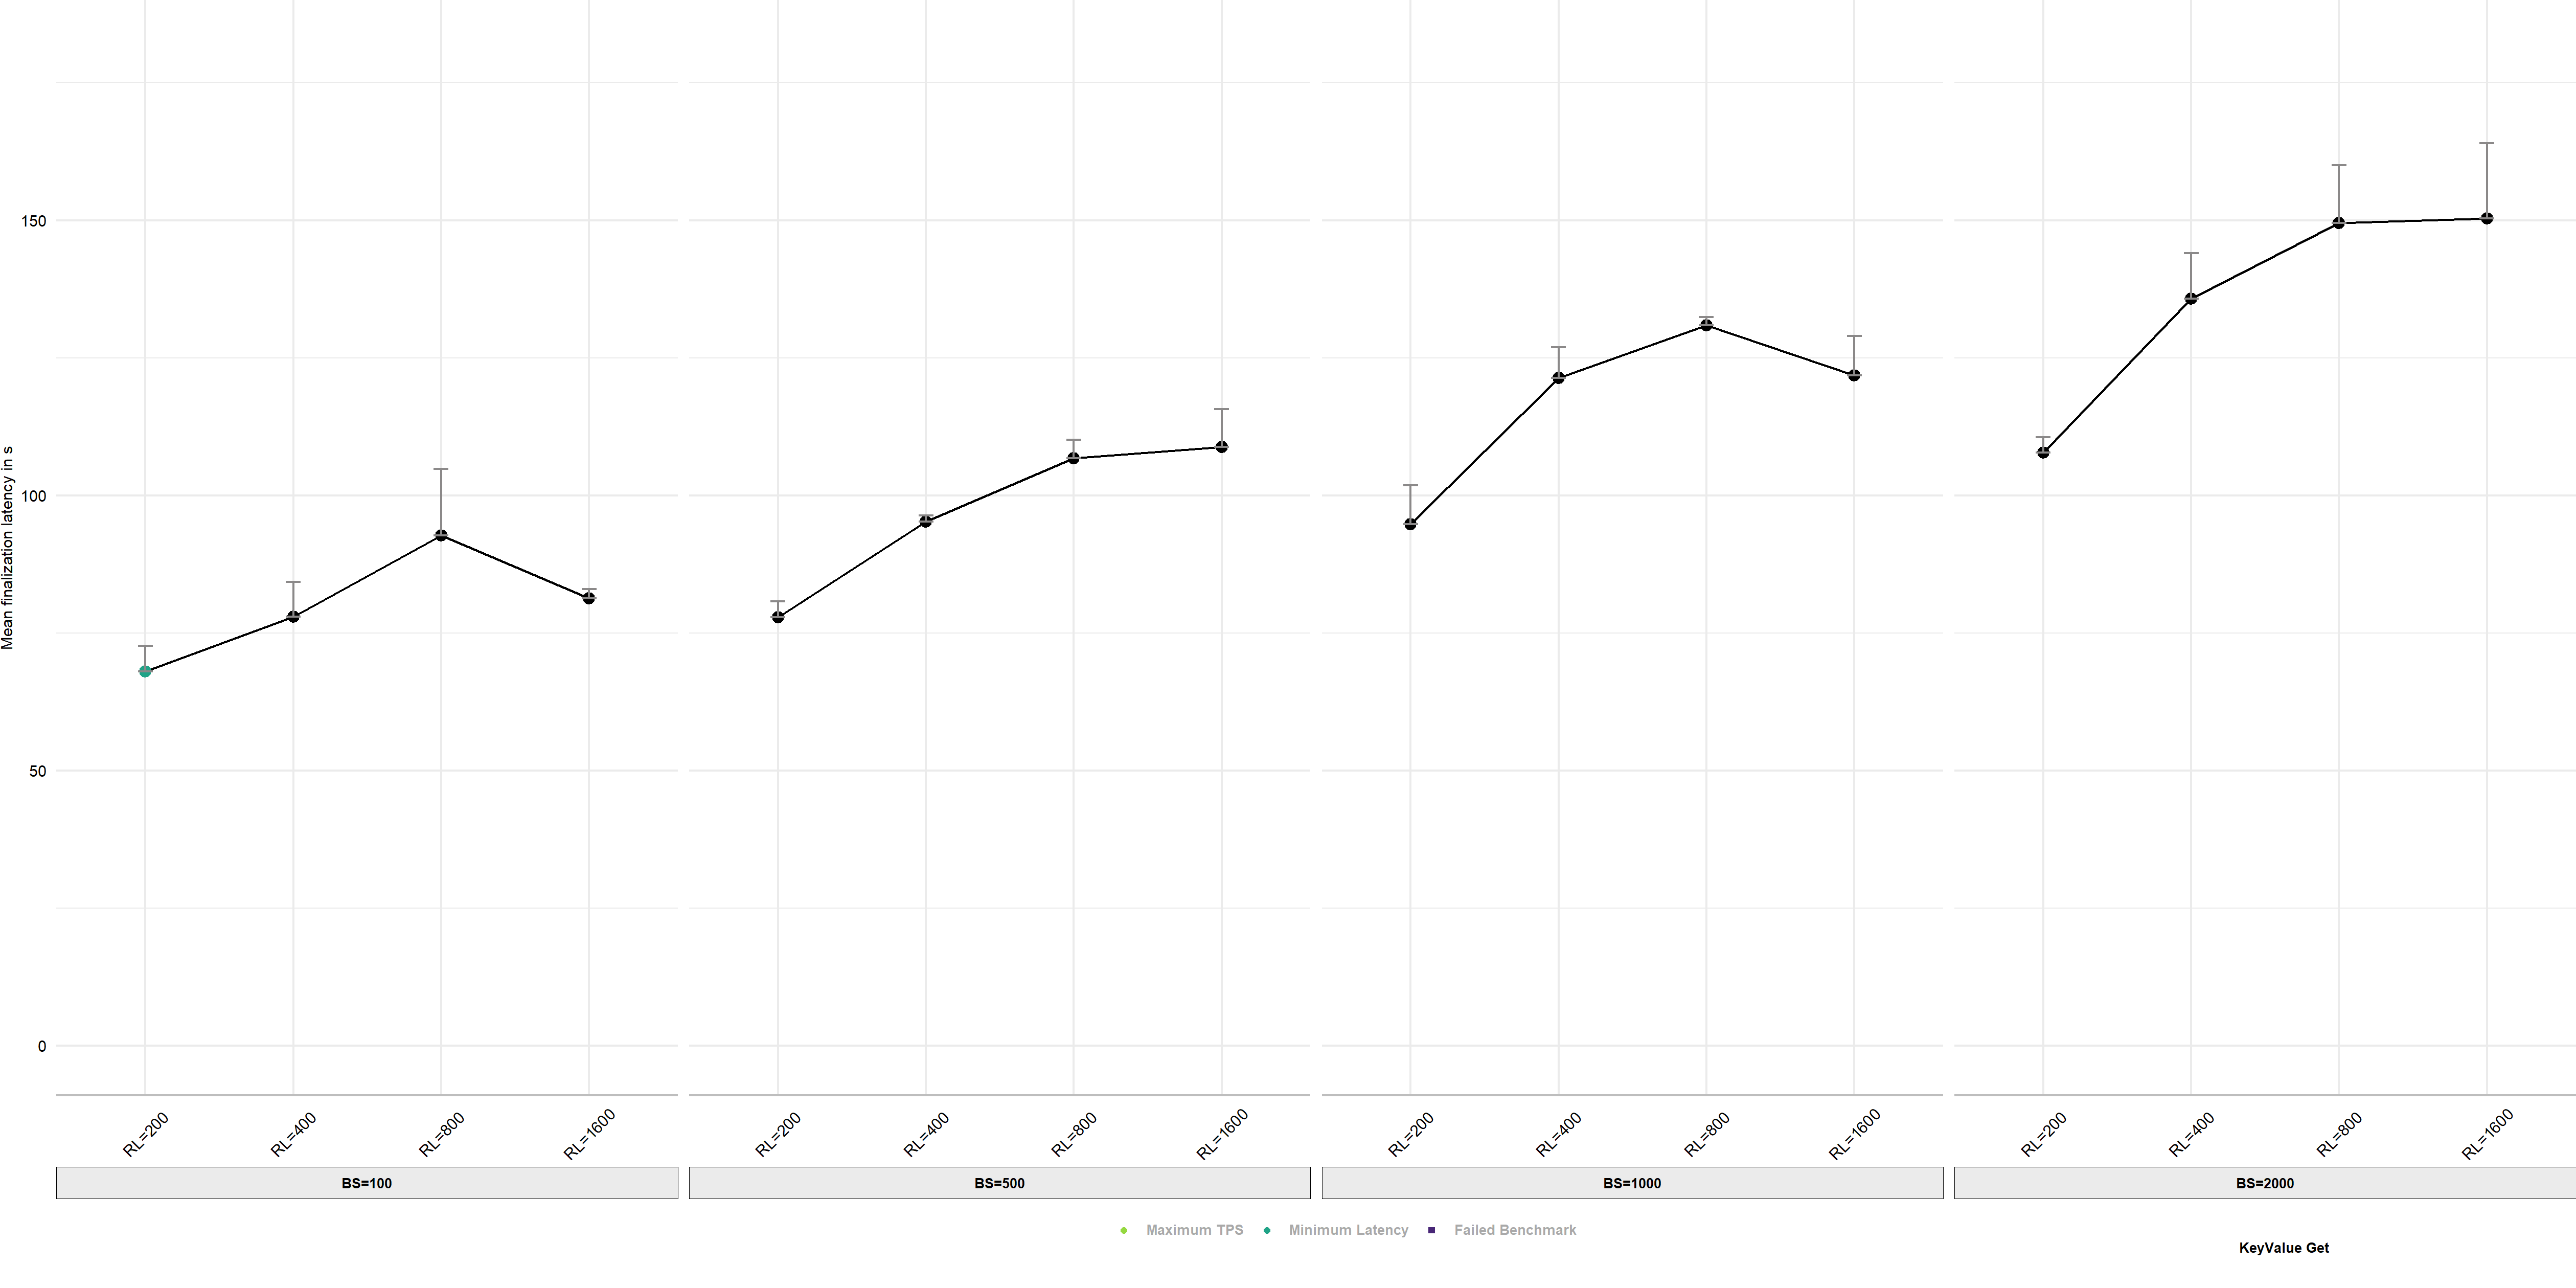 Mean finalization latency in s
150
100
50
0
RL=200 RL=400 RL=800 RL=1600 RL=200 RL=400 RL=800 RL=1600 RL=200 RL=400 RL=800 RL=1600 RL=200 RL=400 RL=800 RL=1600
BS=100 BS=500 BS=1000 BS=2000
Maximum TPS Minimum Latency Failed Benchmark
KeyValue Get